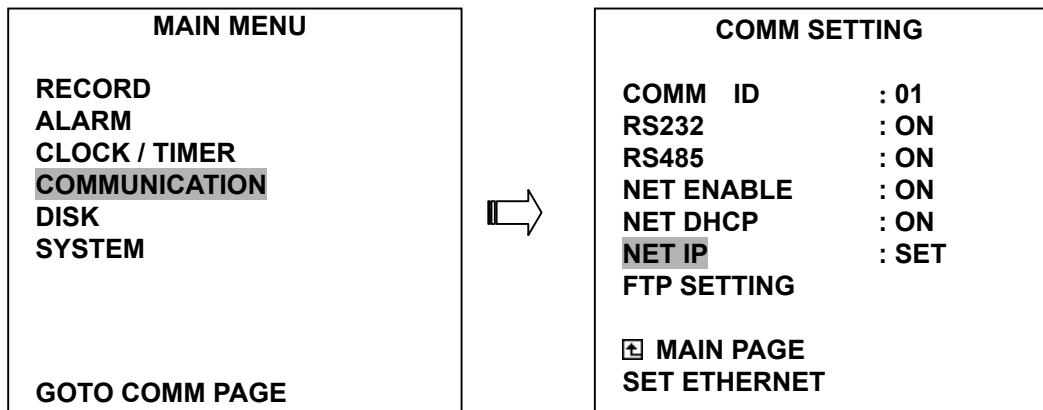 MAIN MENU
RECORD
ALARM
CLOCK / TIMER
COMMUNICATION
DISK
SYSTEM
GOTO COMM PAGE
COMM SETTING
COMM ID : 01
RS232 : ON
RS485 : ON
NET ENABLE : ON
NET DHCP : ON
NET IP : SET
FTP SETTING
MAIN PAGE
SET ETHERNET